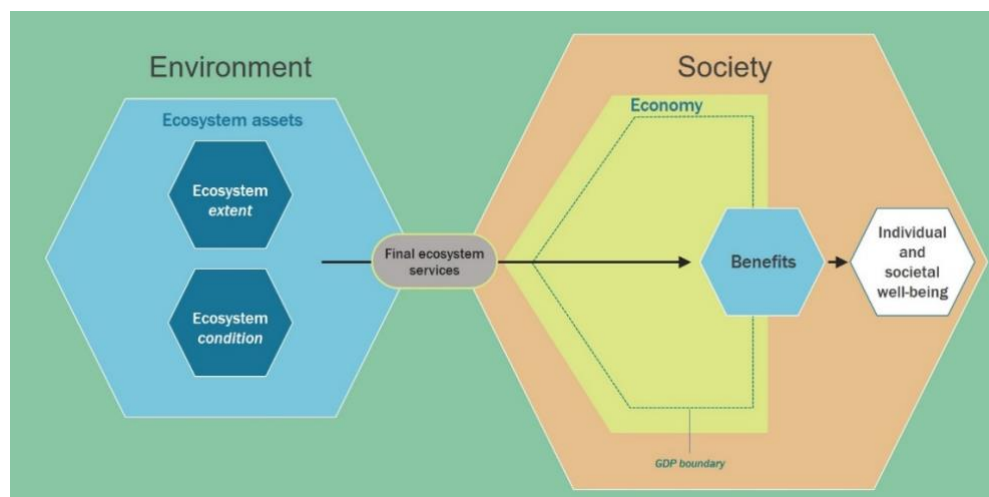 Environment
Society
Ecosystem assets
Economy
Ecosystem
extent
Final ecosystem
services
Ecosystem
condition
Benefits
Individual
and
societal
well-being
GDP boundary